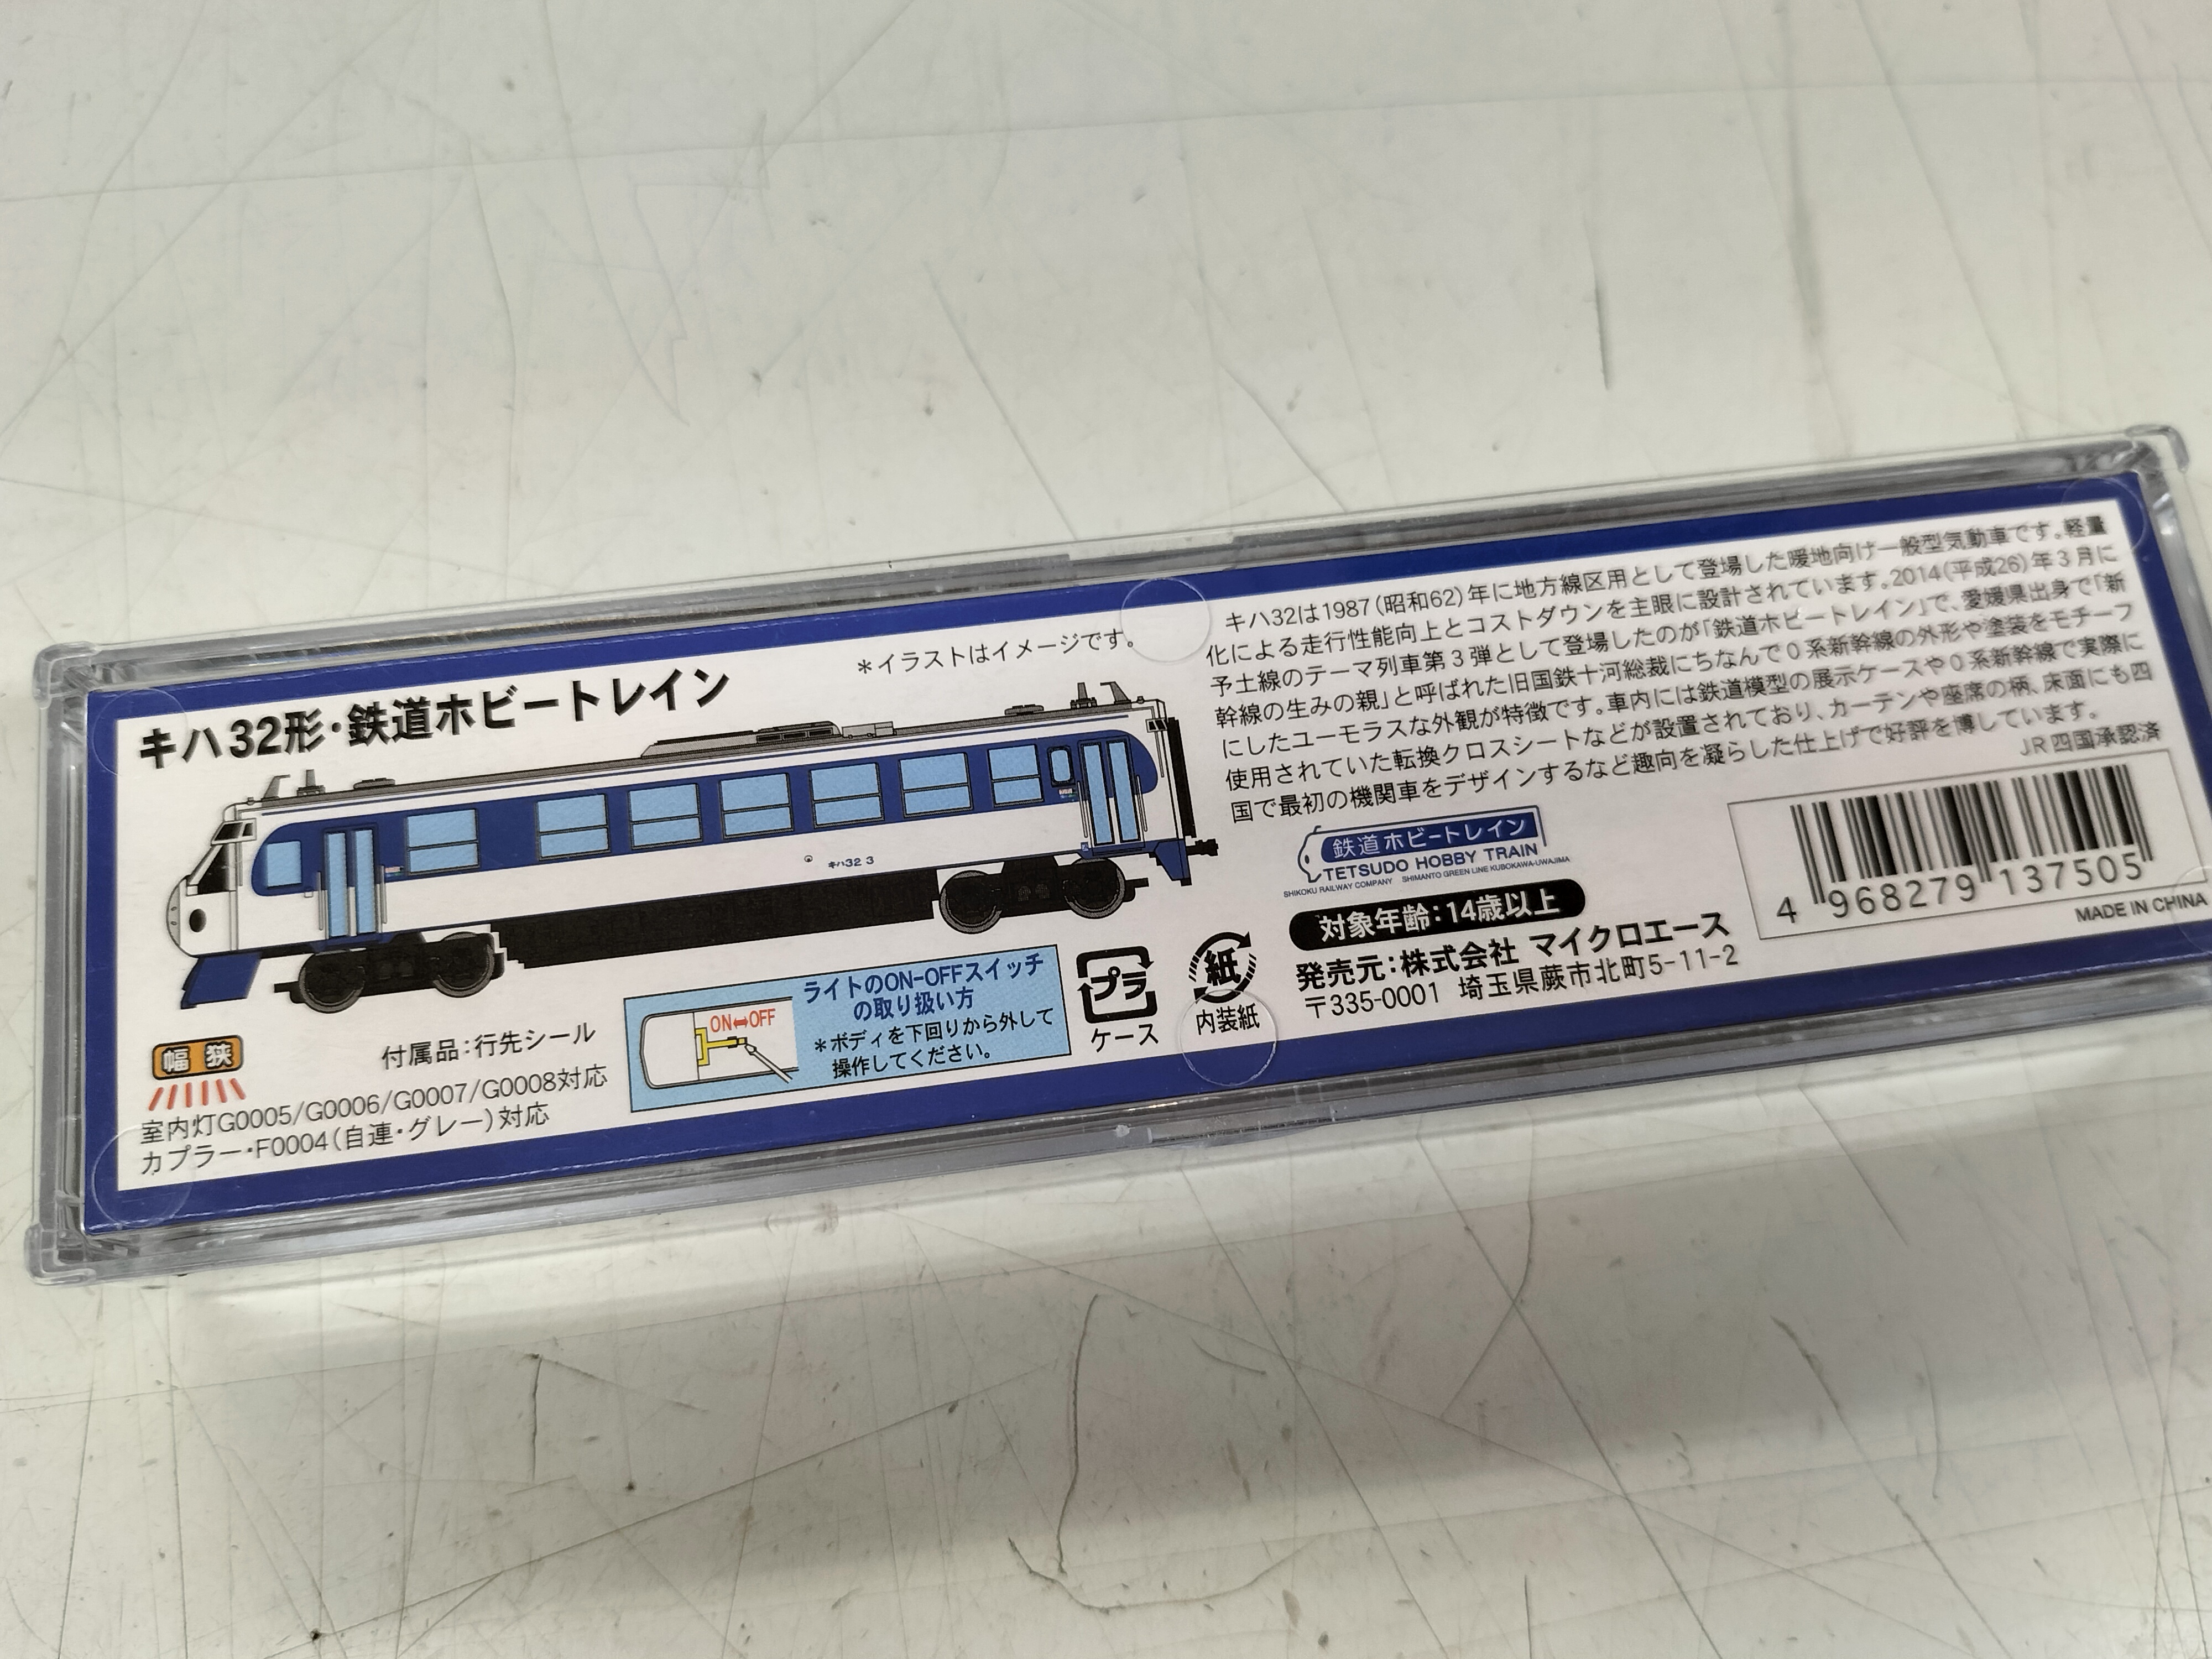 キハ32形・鉄道ホビートレイン
＊イラストはイメージです。
キハ32 3
幅 狭
付属品：行先シール
室内灯G0005/G0006/G0007/G0008対応
カプラー・F0004（自連・グレー）対応
ライトのON-OFFスイッチ
の取り扱い方
ON⇔OFF
＊ボディを下回りから外して
操作してください。
プラ
ケース
紙
内装紙
キハ32は1987（昭和62）年に地方線区用として登場した暖地向け一般型気動車です。軽量
化による走行性能向上とコストダウンを主眼に設計されています。2014（平成26）年３月に
予土線のテーマ列車第３弾として登場したのが「鉄道ホビートレイン」で、愛媛県出身で「新
幹線の生みの親」と呼ばれた旧国鉄十河総裁にちなんで０系新幹線の外形や塗装をモチーフ
にしたユーモラスな外観が特徴です。車内には鉄道模型の展示ケースや０系新幹線で実際に
使用されていた転換クロスシートなどが設置されており、カーテンや座席の柄、床面にも四
国で最初の機関車をデザインするなど趣向を凝らした仕上げで好評を博しています。
JR四国承認済
鉄道ホビートレイン
TETSUDO HOBBY TRAIN
SHIKOKU RAILWAY COMPANY SHIMANTO GREEN LINE KUBOKAWA-UWAJIMA
対象年齢：14歳以上
発売元：株式会社 マイクロエース
〒335-0001 埼玉県蕨市北町5-11-2
4 968279 137505
MADE IN CHINA